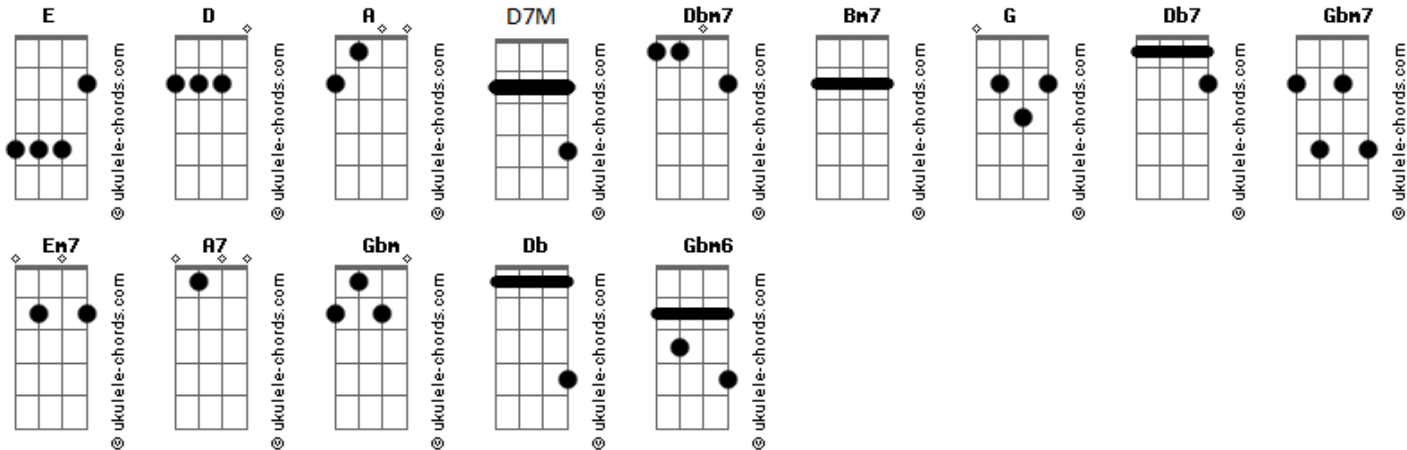 E D A D7M Dbm7 Bm7 G Db7 Gbm7
© ukulele-chords.com © ukulele-chords.com © ukulele-chords.com © ukulele-chords.com © ukulele-chords.com © ukulele-chords.com © ukulele-chords.com © ukulele-chords.com © ukulele-chords.com
Em7 A7 Gbm Db Gbm6
© ukulele-chords.com © ukulele-chords.com © ukulele-chords.com © ukulele-chords.com © ukulele-chords.com